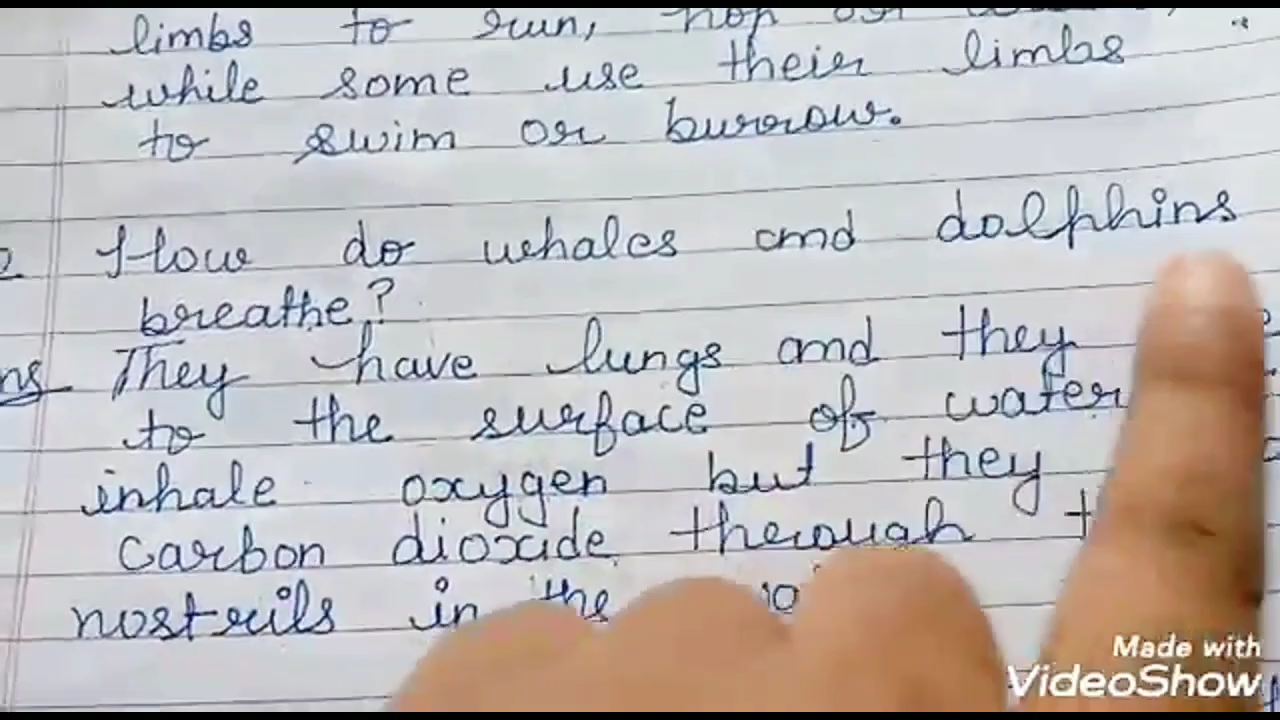 limbs to run, hop or
while some use their limbs
to swim or burrow.
How do whales and dolphins
breathe?
Ans They have lungs and they
to the surface of water
inhale oxygen but they
carbon dioxide through
nostrils in the
Made with
VideoShow